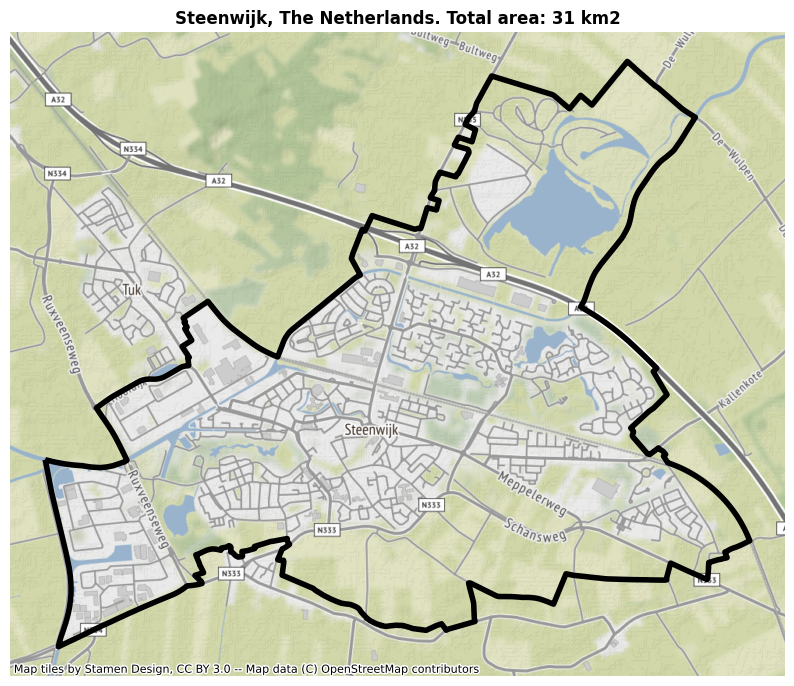 Steenwijk, The Netherlands. Total area: 31 km2
Bultweg
Bultweg
A32
N334
N334
A32
De Wulpen
A32
A32
Tuk
Ruxveenseweg
Kallenkote
Steenwijk
Ruxveenseweg
Meppelerweg
Schansweg
N333
N333
N333
Map tiles by Stamen Design, CC BY 3.0 -- Map data (C) OpenStreetMap contributors